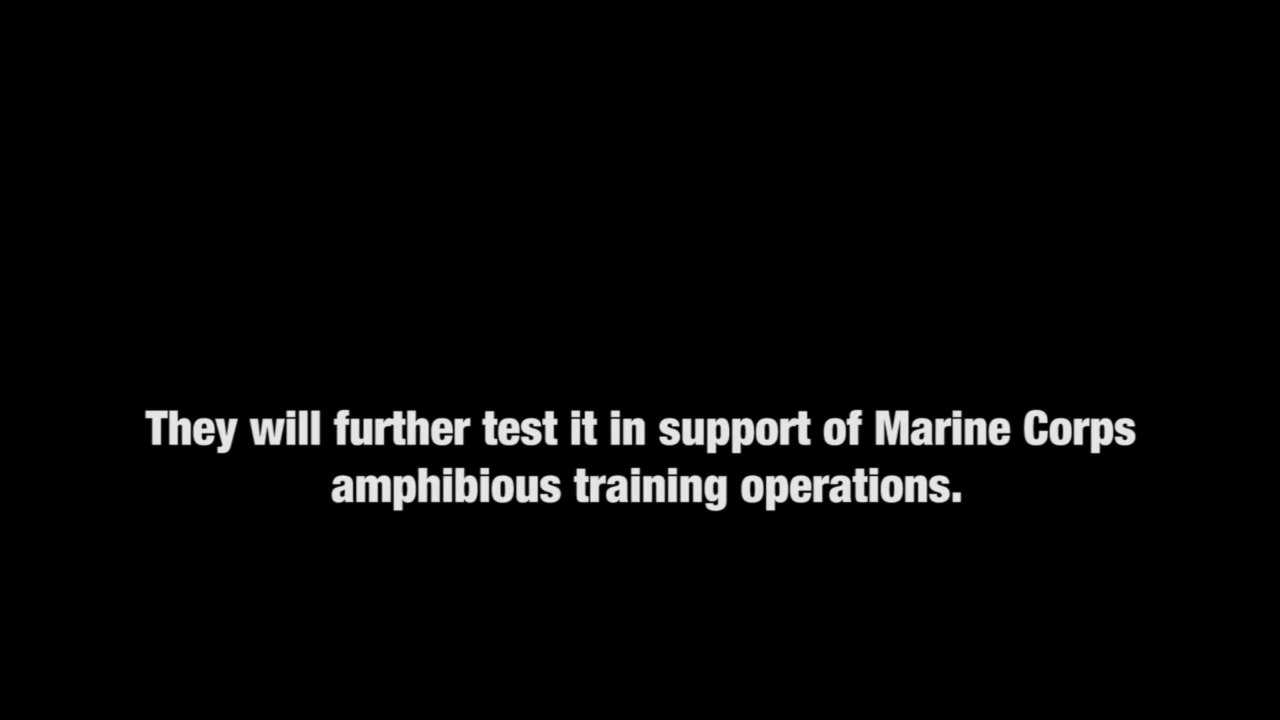 They will further test it in support of Marine Corps
amphibious training operations.